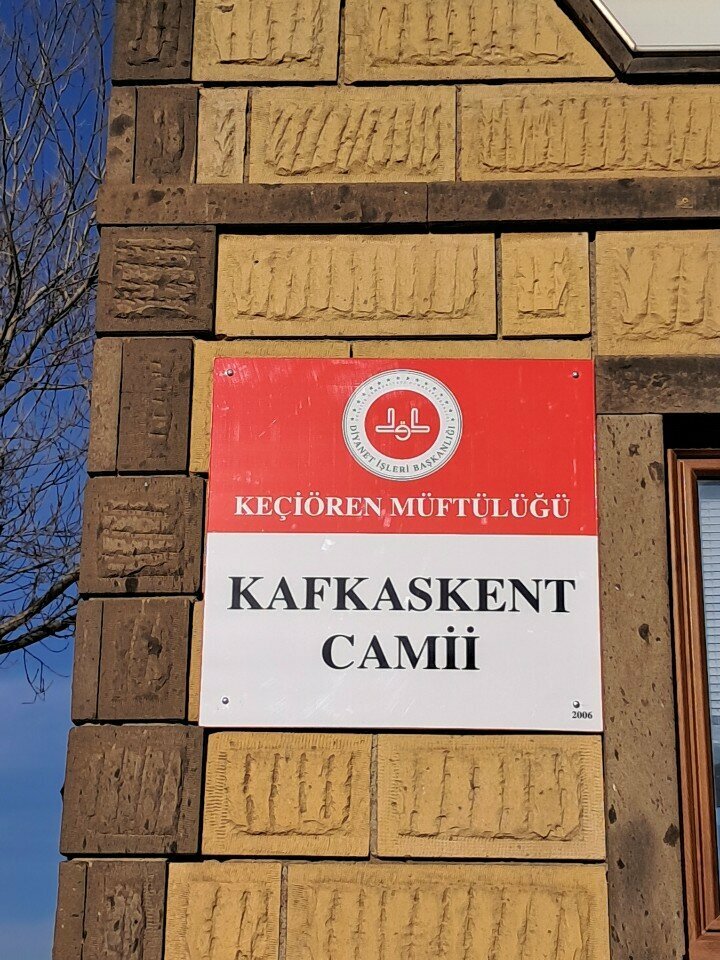 DİYANET İŞLERİ BAŞKANLIĞI
KEÇİÖREN MÜFTÜLÜĞÜ
KAFKASKENT
CAMİİ
2006